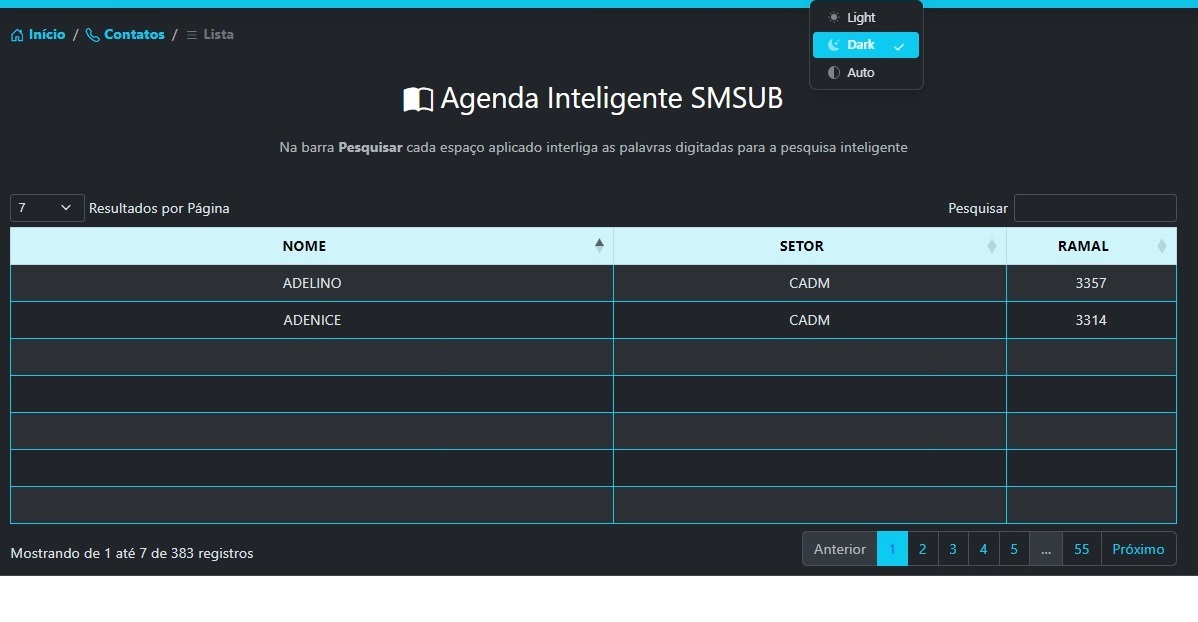 Light
Início / Contatos / Lista
Dark
Auto
Agenda Inteligente SMSUB
Na barra Pesquisar cada espaço aplicado interliga as palavras digitadas para a pesquisa inteligente
7 Resultados por Página Pesquisar
NOME SETOR RAMAL
ADELINO CADM 3357
ADENICE CADM 3314
Mostrando de 1 até 7 de 383 registros
Anterior 1 2 3 4 5 ... 55 Próximo